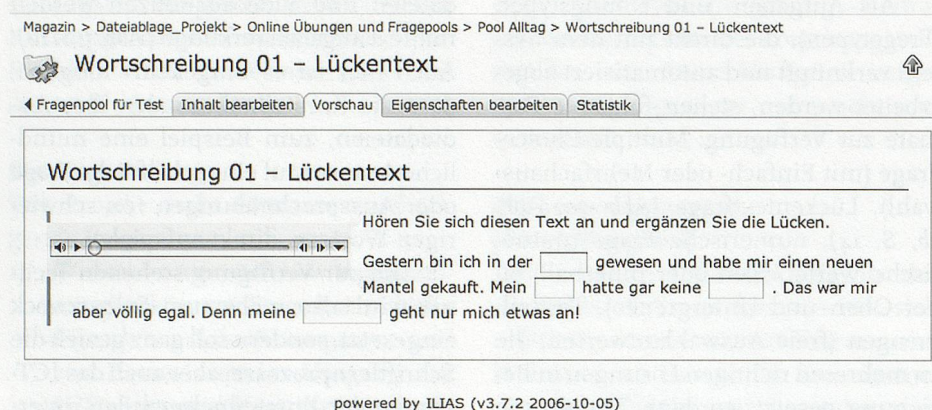 Magazin > Dateiablage_Projekt > Online Übungen und Fragepools > Pool Alltag > Wortschreibung 01 – Lückentext
Wortschreibung 01 – Lückentext
Fragenpool für Test Inhalt bearbeiten Vorschau Eigenschaften bearbeiten Statistik
Wortschreibung 01 – Lückentext
Hören Sie sich diesen Text an und ergänzen Sie die Lücken.
Gestern bin ich in der gewesen und habe mir einen neuen
Mantel gekauft. Mein hatte gar keine . Das war mir
aber völlig egal. Denn meine geht nur mich etwas an!
powered by ILIAS (v3.7.2 2006-10-05)